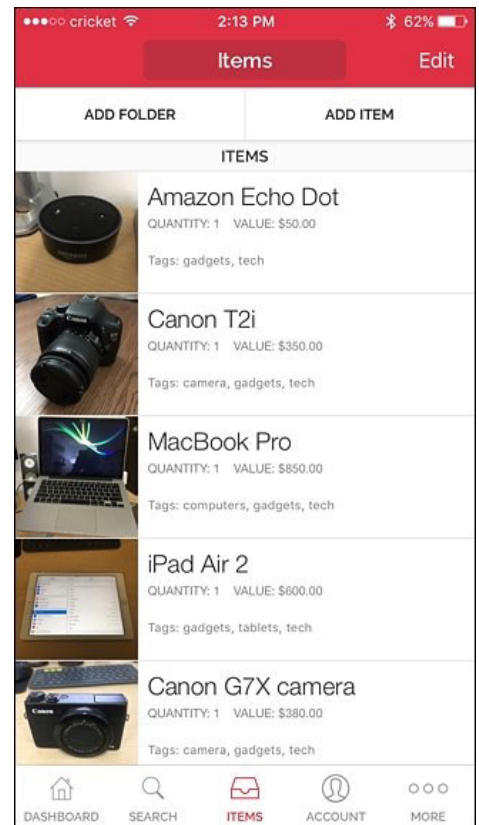 cricket 2:13 PM 62%
Items Edit
ADD FOLDER ADD ITEM
ITEMS
Amazon Echo Dot
QUANTITY: 1 VALUE: $50.00
Tags: gadgets, tech
Canon T2i
QUANTITY: 1 VALUE: $350.00
Tags: camera, gadgets, tech
MacBook Pro
QUANTITY: 1 VALUE: $850.00
Tags: computers, gadgets, tech
iPad Air 2
QUANTITY: 1 VALUE: $600.00
Tags: gadgets, tablets, tech
Canon
Canon G7X camera
QUANTITY: 1 VALUE: $380.00
Tags: camera, gadgets, tech
DASHBOARD SEARCH ITEMS ACCOUNT MORE